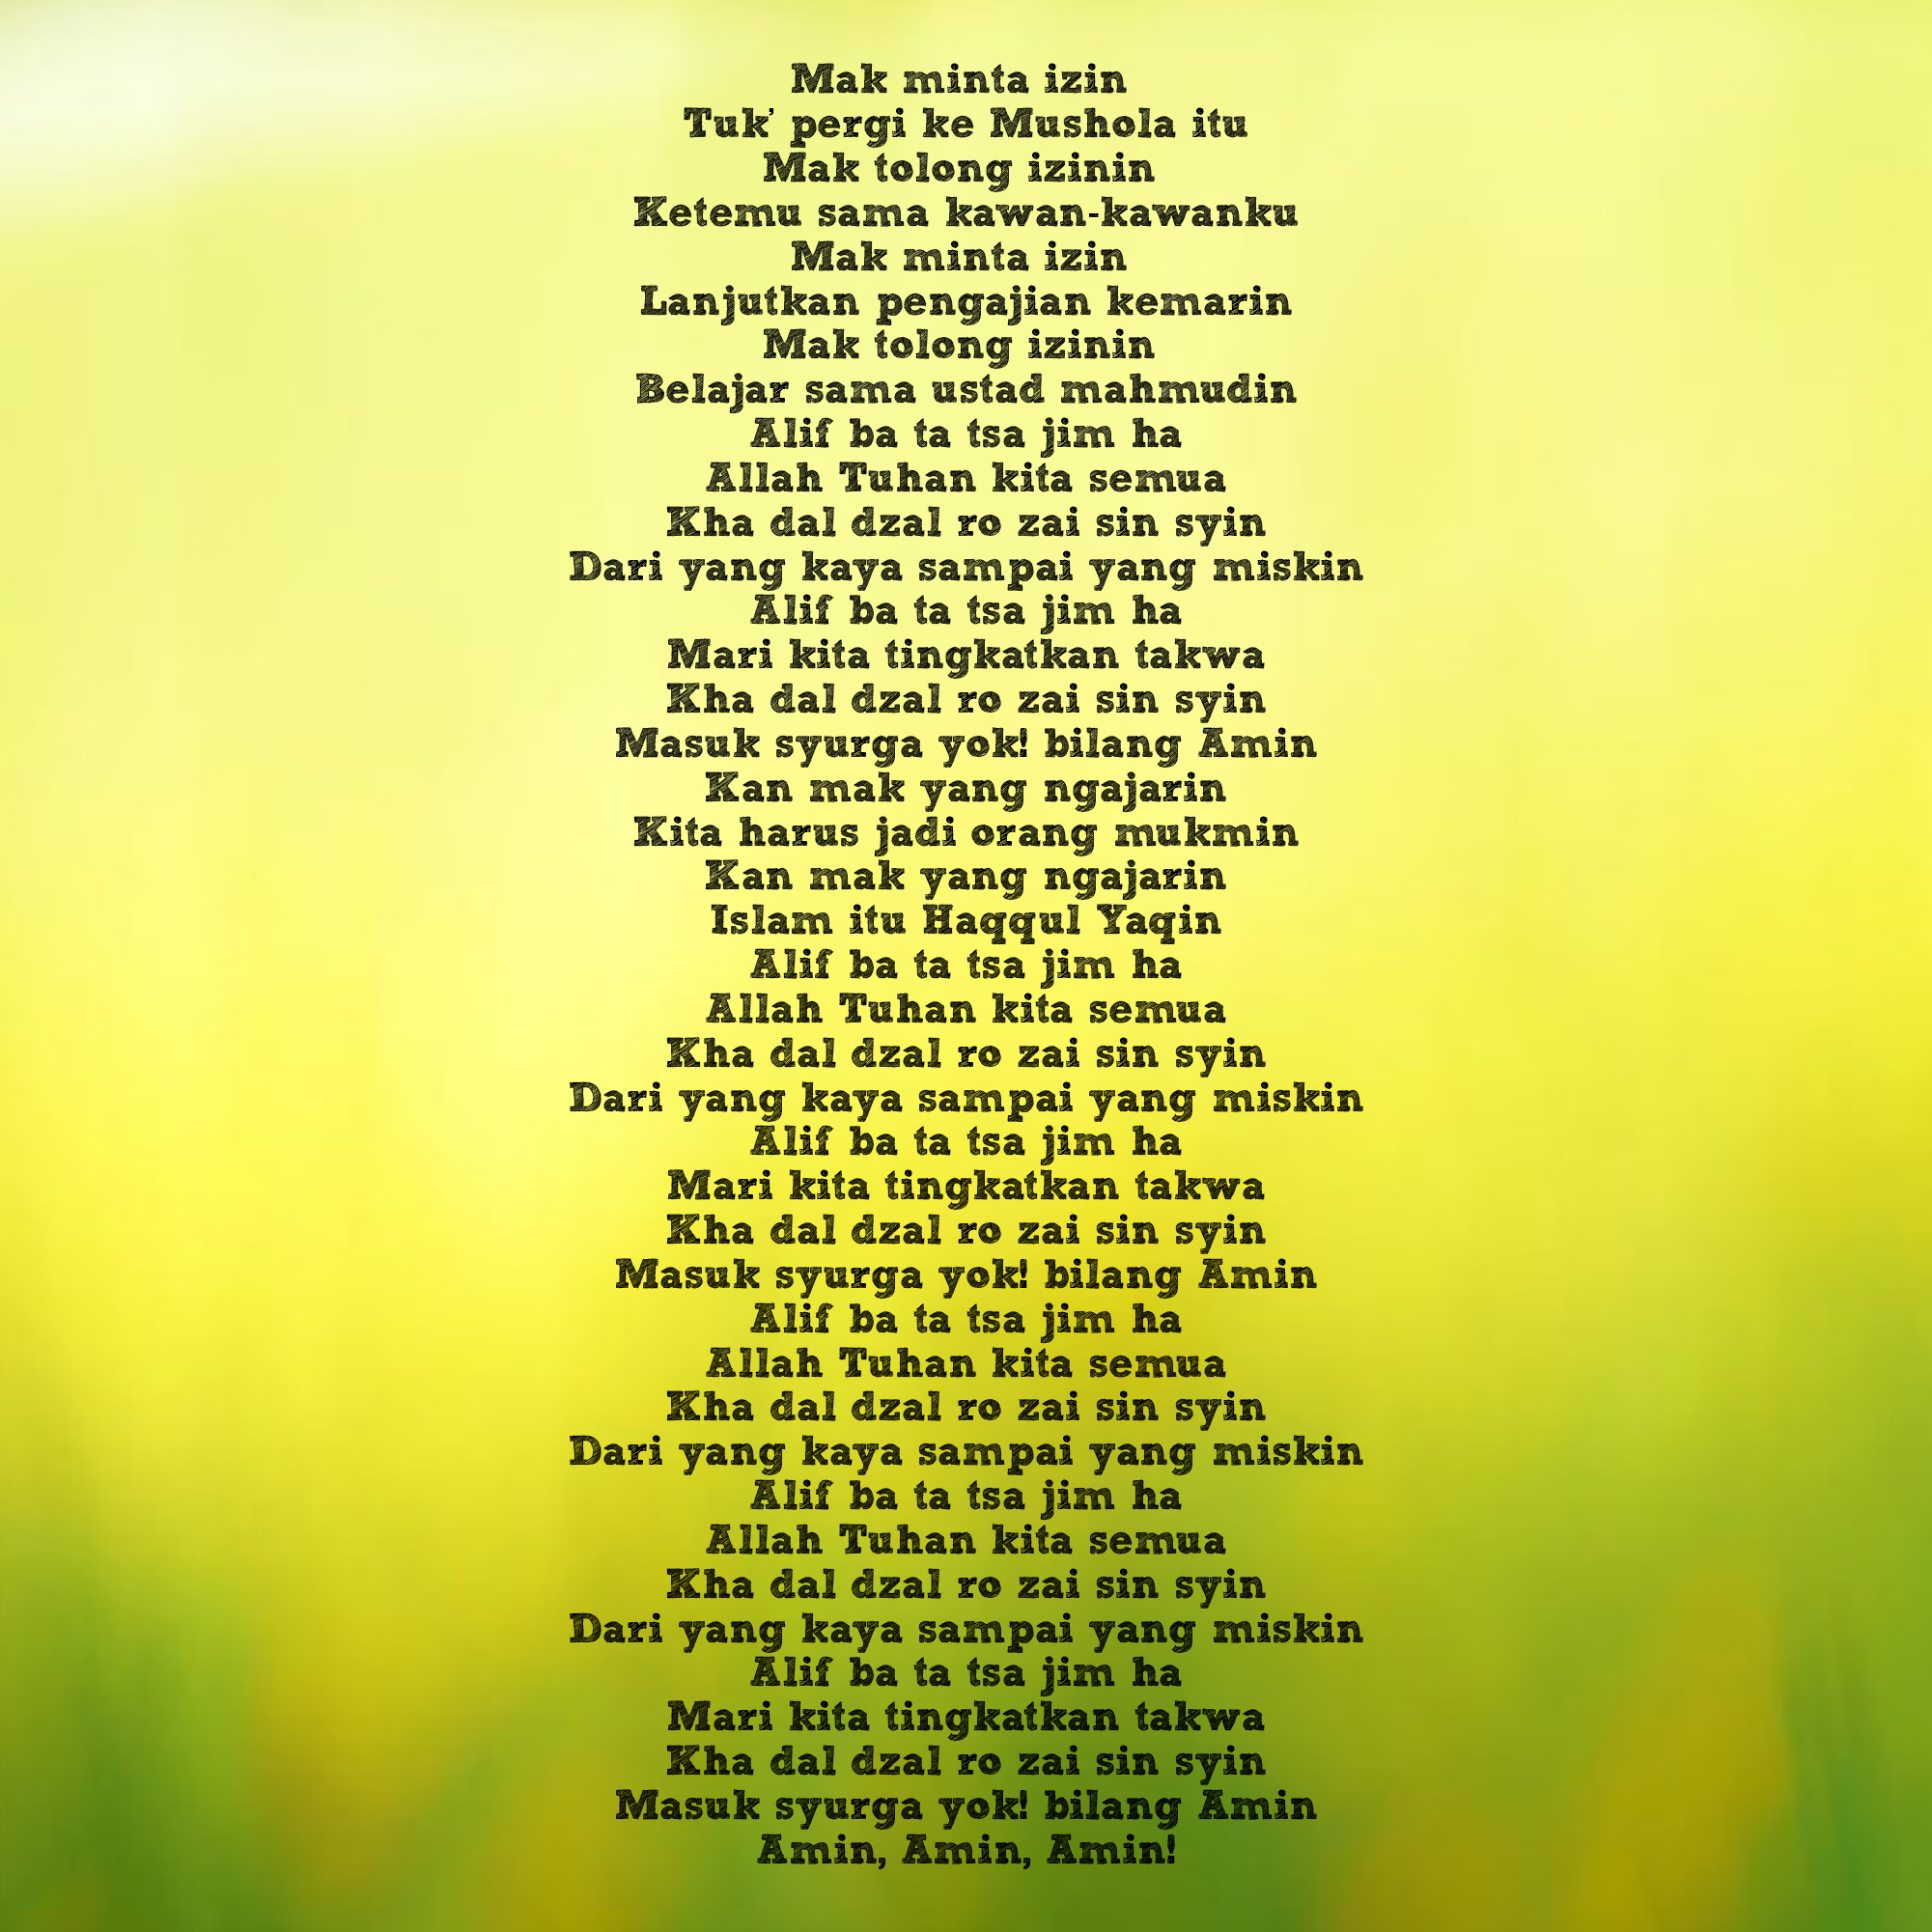 Mak minta izin
Tuk' pergi ke Mushola itu
Mak tolong izinin
Ketemu sama kawan-kawanku
Mak minta izin
Lanjutkan pengajian kemarin
Mak tolong izinin
Belajar sama ustad mahmudin
Alif ba ta tsa jim ha
Allah Tuhan kita semua
Kha dal dzal ro zai sin syin
Dari yang kaya sampai yang miskin
Alif ba ta tsa jim ha
Mari kita tingkatkan takwa
Kha dal dzal ro zai sin syin
Masuk syurga yok! bilang Amin
Kan mak yang ngajarin
Kita harus jadi orang mukmin
Kan mak yang ngajarin
Islam itu Haqqul Yaqin
Alif ba ta tsa jim ha
Allah Tuhan kita semua
Kha dal dzal ro zai sin syin
Dari yang kaya sampai yang miskin
Alif ba ta tsa jim ha
Mari kita tingkatkan takwa
Kha dal dzal ro zai sin syin
Masuk syurga yok! bilang Amin
Alif ba ta tsa jim ha
Allah Tuhan kita semua
Kha dal dzal ro zai sin syin
Dari yang kaya sampai yang miskin
Alif ba ta tsa jim ha
Allah Tuhan kita semua
Kha dal dzal ro zai sin syin
Dari yang kaya sampai yang miskin
Alif ba ta tsa jim ha
Mari kita tingkatkan takwa
Kha dal dzal ro zai sin syin
Masuk syurga yok! bilang Amin
Amin, Amin, Amin!